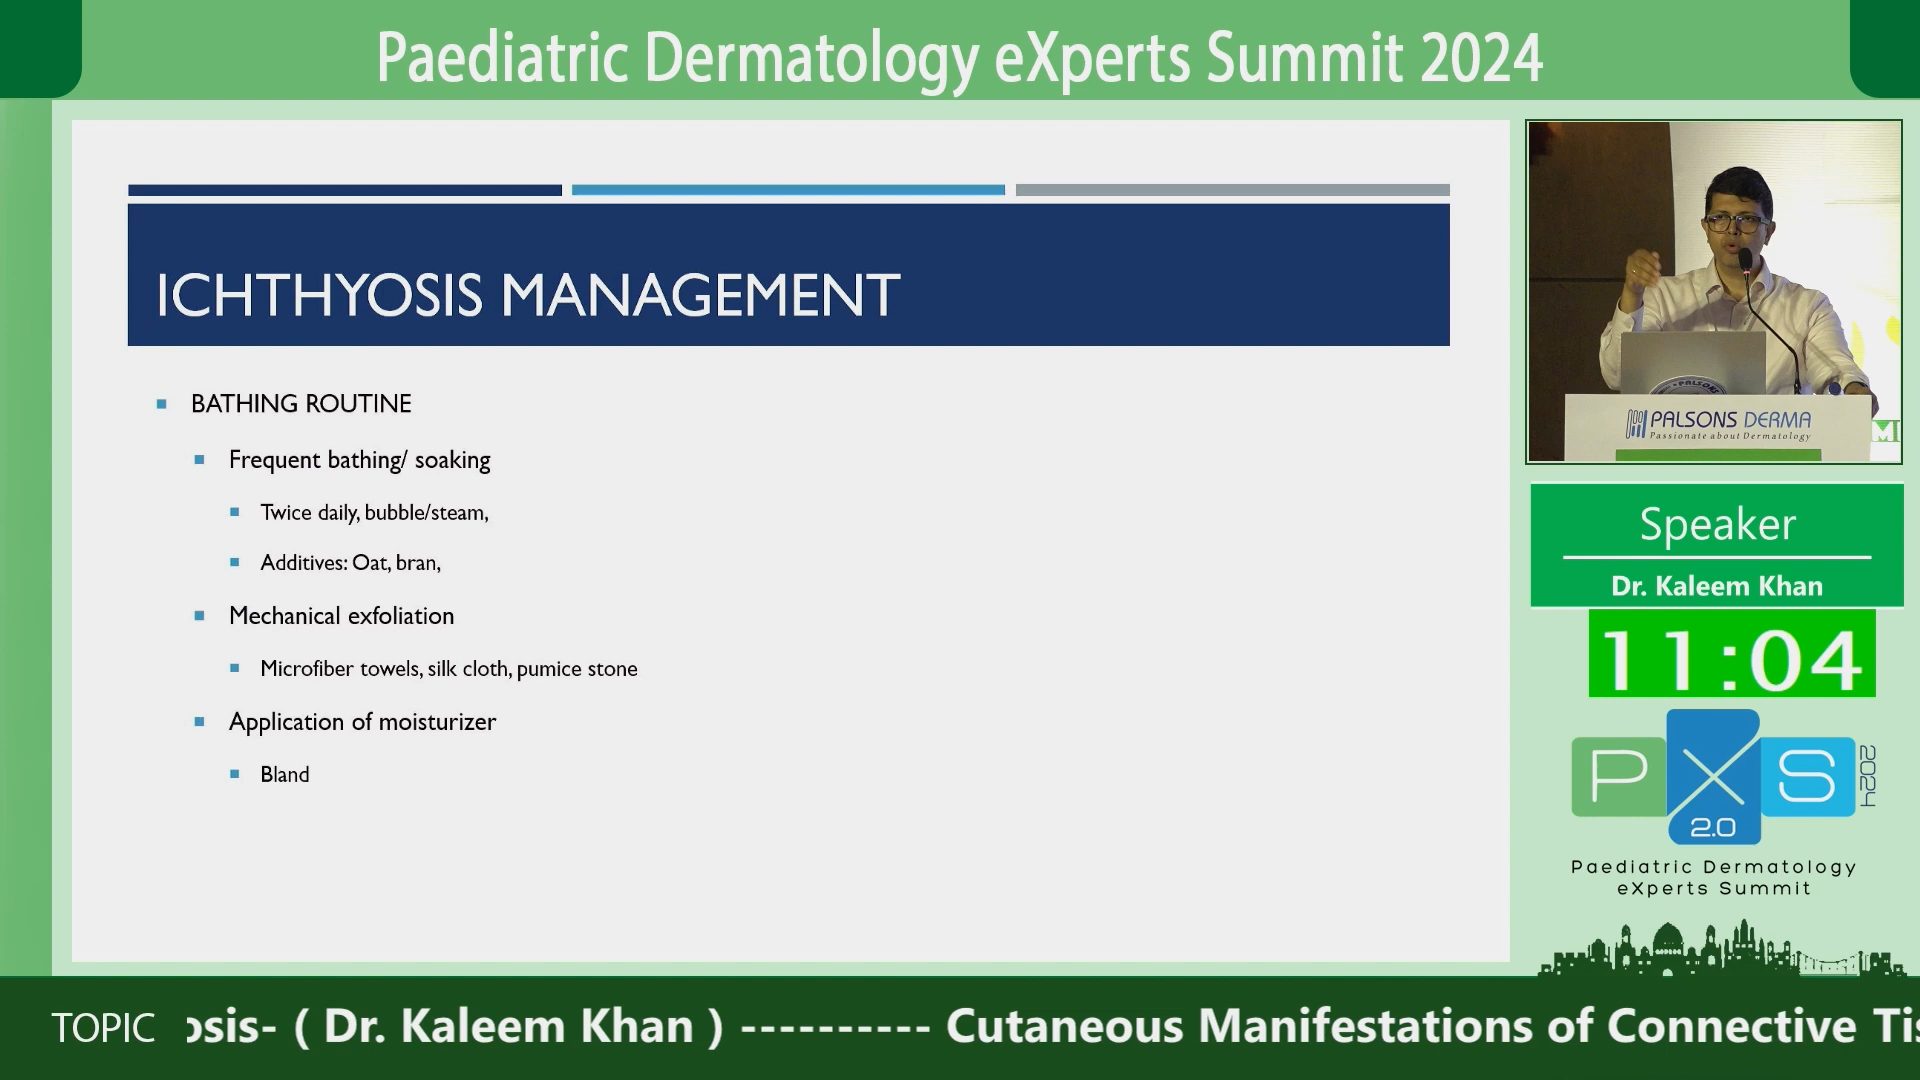 Paediatric Dermatology eXperts Summit 2024
ICHTHYOSIS MANAGEMENT
BATHING ROUTINE
Frequent bathing/ soaking
Twice daily, bubble/steam,
Additives: Oat, bran,
Mechanical exfoliation
Microfiber towels, silk cloth, pumice stone
Application of moisturizer
Bland
PALSONS
PALSONS DERMA
Passionate about Dermatology
Speaker
Dr. Kaleem Khan
11:04
PXS
2.0
2024
Paediatric Dermatology
eXperts Summit
TOPIC osis- ( Dr. Kaleem Khan ) ---------- Cutaneous Manifestations of Connective Tis